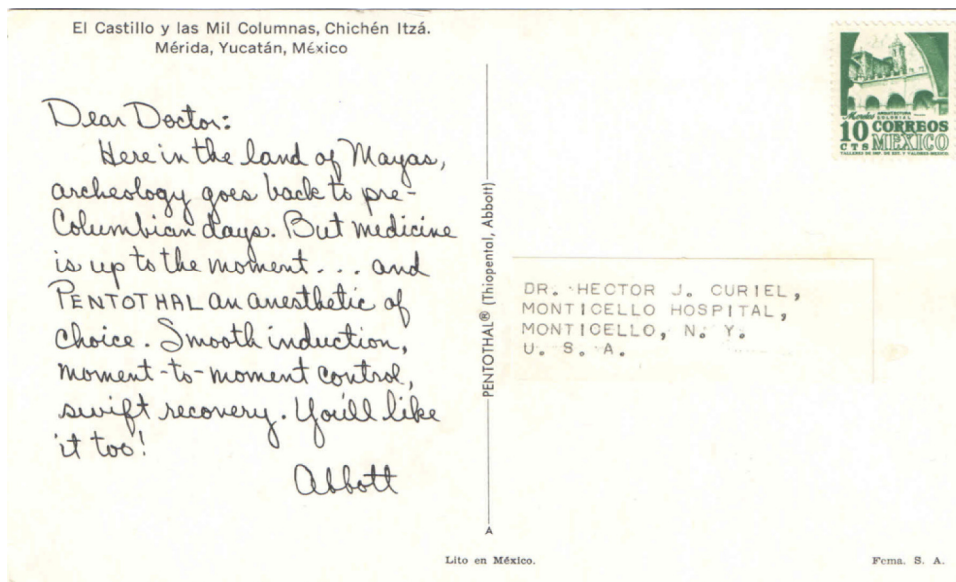 El Castillo y las Mil Columnas, Chichén Itzá.
Mérida, Yucatán, México
Dear Doctor:
Here in the land of Mayas,
archeology goes back to pre-
Columbian days. But medicine
is up to the moment... and
PENTOTHAL an anesthetic of
choice. Smooth induction,
moment-to-moment control,
swift recovery. You'll like
it too!
Abbott
PENTOTHAL® (Thiopental, Abbott)
A
ARQUITECTURA
COLONIAL
10 CORREOS
CTS MEXICO
DR. HECTOR J. CURIEL,
MONTICELLO HOSPITAL,
MONTICELLO, N. Y.
U. S. A.
Lito en México.
Fema. S. A.